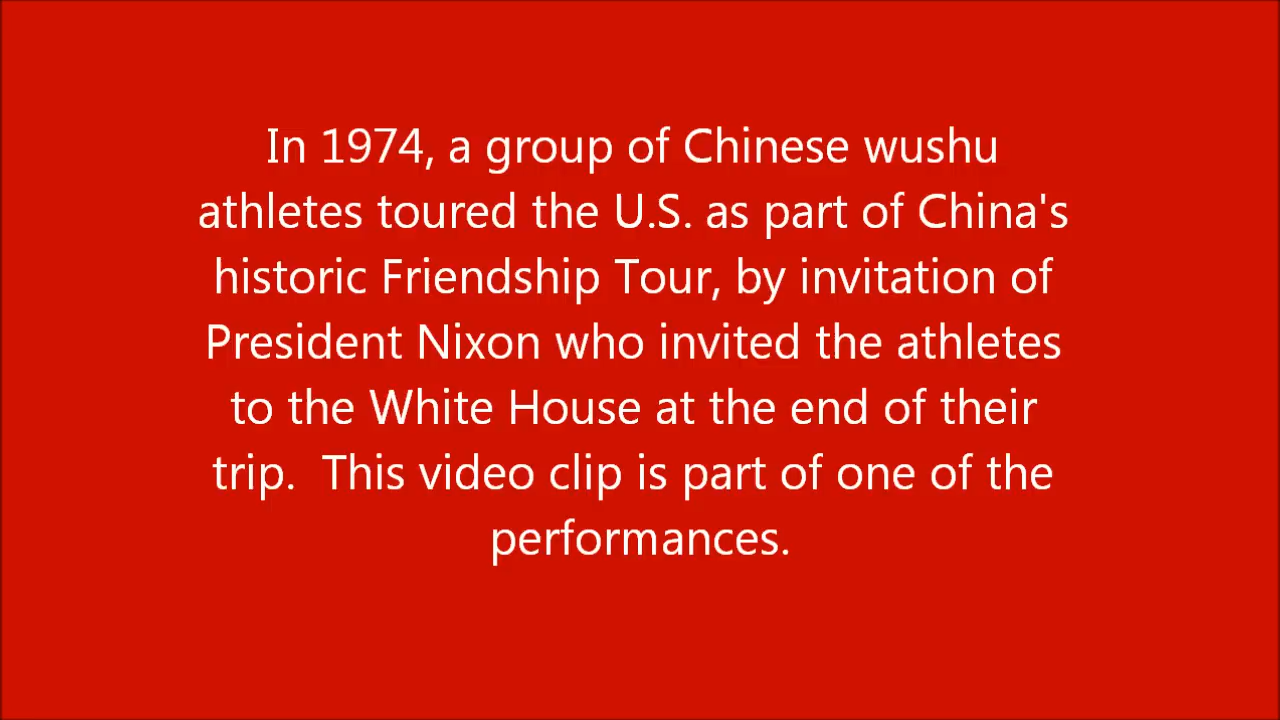 In 1974, a group of Chinese wushu
athletes toured the U.S. as part of China's
historic Friendship Tour, by invitation of
President Nixon who invited the athletes
to the White House at the end of their
trip.  This video clip is part of one of the
performances.